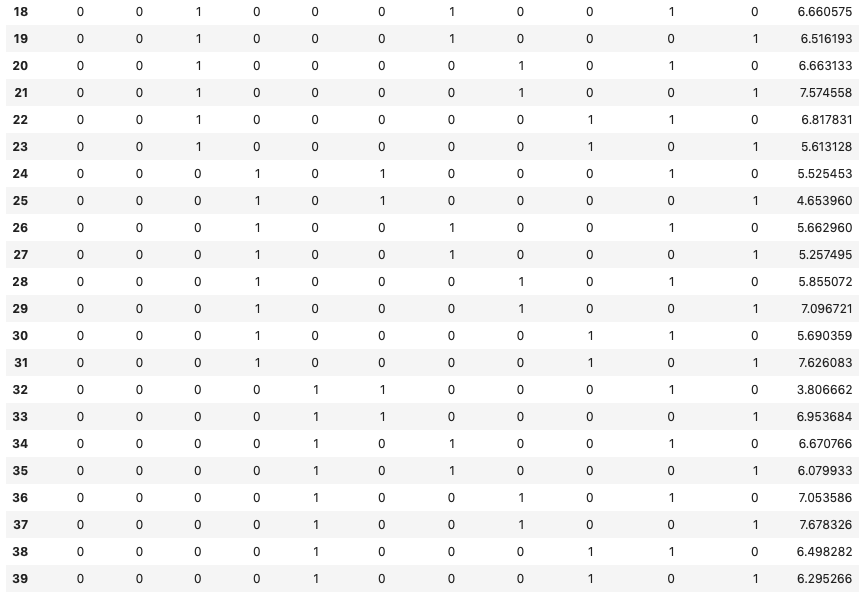 18 0 0 1 0 0 0 1 0 0 1 0 6.660575
19 0 0 1 0 0 0 1 0 0 0 1 6.516193
20 0 0 1 0 0 0 0 1 0 1 0 6.663133
21 0 0 1 0 0 0 0 1 0 0 1 7.574558
22 0 0 1 0 0 0 0 0 1 1 0 6.817831
23 0 0 1 0 0 0 0 0 1 0 1 5.613128
24 0 0 0 1 0 1 0 0 0 1 0 5.525453
25 0 0 0 1 0 1 0 0 0 0 1 4.653960
26 0 0 0 1 0 0 1 0 0 1 0 5.662960
27 0 0 0 1 0 0 1 0 0 0 1 5.257495
28 0 0 0 1 0 0 0 1 0 1 0 5.855072
29 0 0 0 1 0 0 0 1 0 0 1 7.096721
30 0 0 0 1 0 0 0 0 1 1 0 5.690359
31 0 0 0 1 0 0 0 0 1 0 1 7.626083
32 0 0 0 0 1 1 0 0 0 1 0 3.806662
33 0 0 0 0 1 1 0 0 0 0 1 6.953684
34 0 0 0 0 1 0 1 0 0 1 0 6.670766
35 0 0 0 0 1 0 1 0 0 0 1 6.079933
36 0 0 0 0 1 0 0 1 0 1 0 7.053586
37 0 0 0 0 1 0 0 1 0 0 1 7.678326
38 0 0 0 0 1 0 0 0 1 1 0 6.498282
39 0 0 0 0 1 0 0 0 1 0 1 6.295266